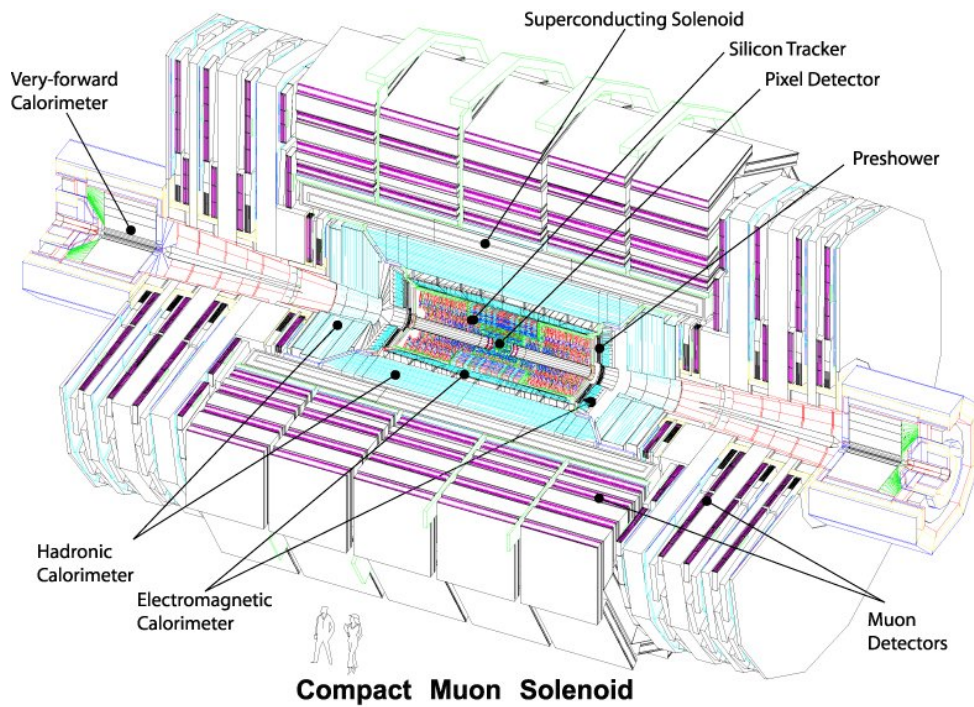 Superconducting Solenoid
Silicon Tracker
Pixel Detector
Very-forward
Calorimeter
Preshower
Hadronic
Calorimeter
Electromagnetic
Calorimeter
Muon
Detectors
Compact Muon Solenoid